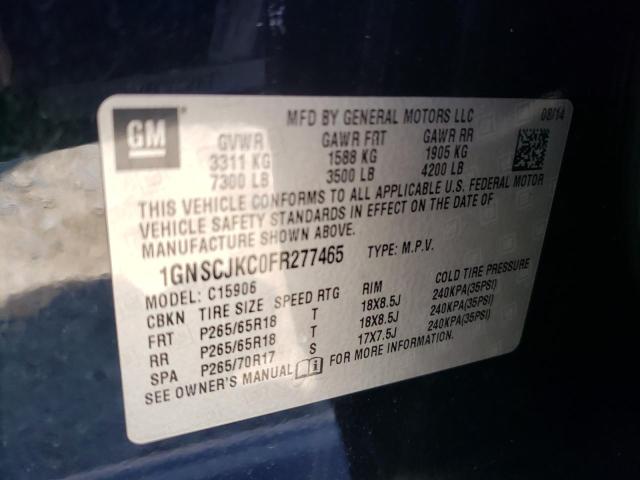 GM
MFD BY GENERAL MOTORS LLC 08/14
GVWR GAWR FRT GAWR RR
3311 KG 1588 KG 1905 KG
7300 LB 3500 LB 4200 LB
THIS VEHICLE CONFORMS TO ALL APPLICABLE U.S. FEDERAL MOTOR
VEHICLE SAFETY STANDARDS IN EFFECT ON THE DATE OF
MANUFACTURE SHOWN ABOVE.
1GNSCJKC0FR277465 TYPE: M.P.V.
MODEL: C15906
CBKN TIRE SIZE SPEED RTG RIM COLD TIRE PRESSURE
FRT P265/65R18 T 18X8.5J 240KPA(35PSI)
RR P265/65R18 T 18X8.5J 240KPA(35PSI)
SPA P265/70R17 S 17X7.5J 240KPA(35PSI)
SEE OWNER'S MANUAL FOR MORE INFORMATION.